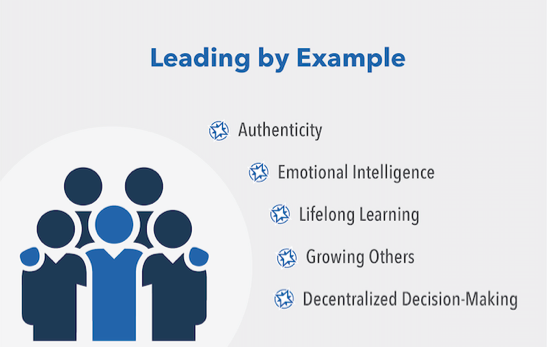 Leading by Example
Authenticity
Emotional Intelligence
Lifelong Learning
Growing Others
Decentralized Decision-Making